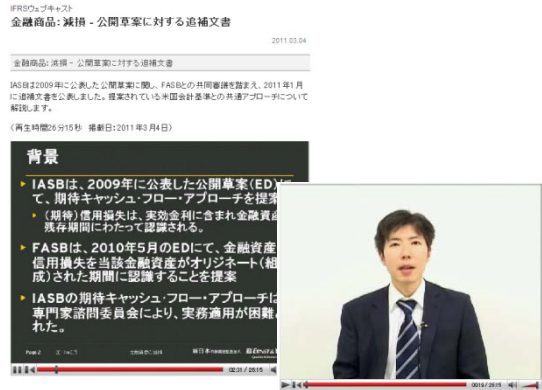 IFRSウェブキャスト
金融商品：減損 - 公開草案に対する追補文書
2011.03.04
金融商品：減損 - 公開草案に対する追補文書
IASBは2009年に公表した公開草案に関し、FASBとの共同審議を踏まえ、2011年1月
に追補文書を公表しました。提案されている米国会計基準との共通アプローチについて
解説します。
（再生時間26分15秒 掲載日：2011年3月4日）
背景
IASBは、2009年に公表した公開草案(ED)に
て、期待キャッシュ・フロー・アプローチを提案
（期待）信用損失は、実効金利に含まれ金融資産
残存期間にわたって認識される。
FASBは、2010年5月のEDにて、金融資産
信用損失を当該金融資産がオリジネート(組
成)された期間に認識することを提案
IASBの期待キャッシュ・フロー・アプローチは
専門家諮問委員会により、実務適用が困難
れた。
Page 2
新日本
02:31 / 26:15
00:19 / 26:15